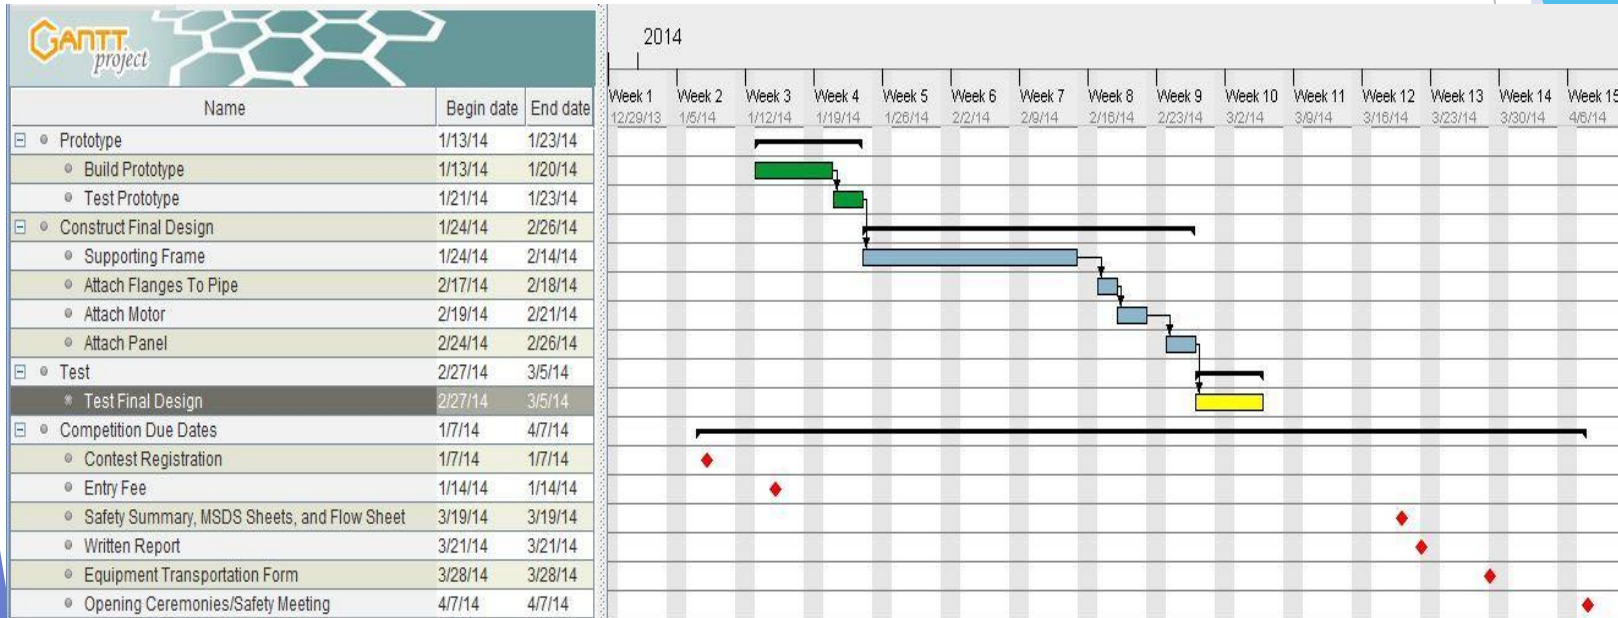 GANTT
project
2014
Name Begin date End date
Week 1 Week 2 Week 3 Week 4 Week 5 Week 6 Week 7 Week 8 Week 9 Week 10 Week 11 Week 12 Week 13 Week 14 Week 15
12/29/13 1/5/14 1/12/14 1/19/14 1/26/14 2/2/14 2/9/14 2/16/14 2/23/14 3/2/14 3/9/14 3/16/14 3/23/14 3/30/14 4/6/14
Prototype 1/13/14 1/23/14
Build Prototype 1/13/14 1/20/14
Test Prototype 1/21/14 1/23/14
Construct Final Design 1/24/14 2/26/14
Supporting Frame 1/24/14 2/14/14
Attach Flanges To Pipe 2/17/14 2/18/14
Attach Motor 2/19/14 2/21/14
Attach Panel 2/24/14 2/26/14
Test 2/27/14 3/5/14
Test Final Design 2/27/14 3/5/14
Competition Due Dates 1/7/14 4/7/14
Contest Registration 1/7/14 1/7/14
Entry Fee 1/14/14 1/14/14
Safety Summary, MSDS Sheets, and Flow Sheet 3/19/14 3/19/14
Written Report 3/21/14 3/21/14
Equipment Transportation Form 3/28/14 3/28/14
Opening Ceremonies/Safety Meeting 4/7/14 4/7/14